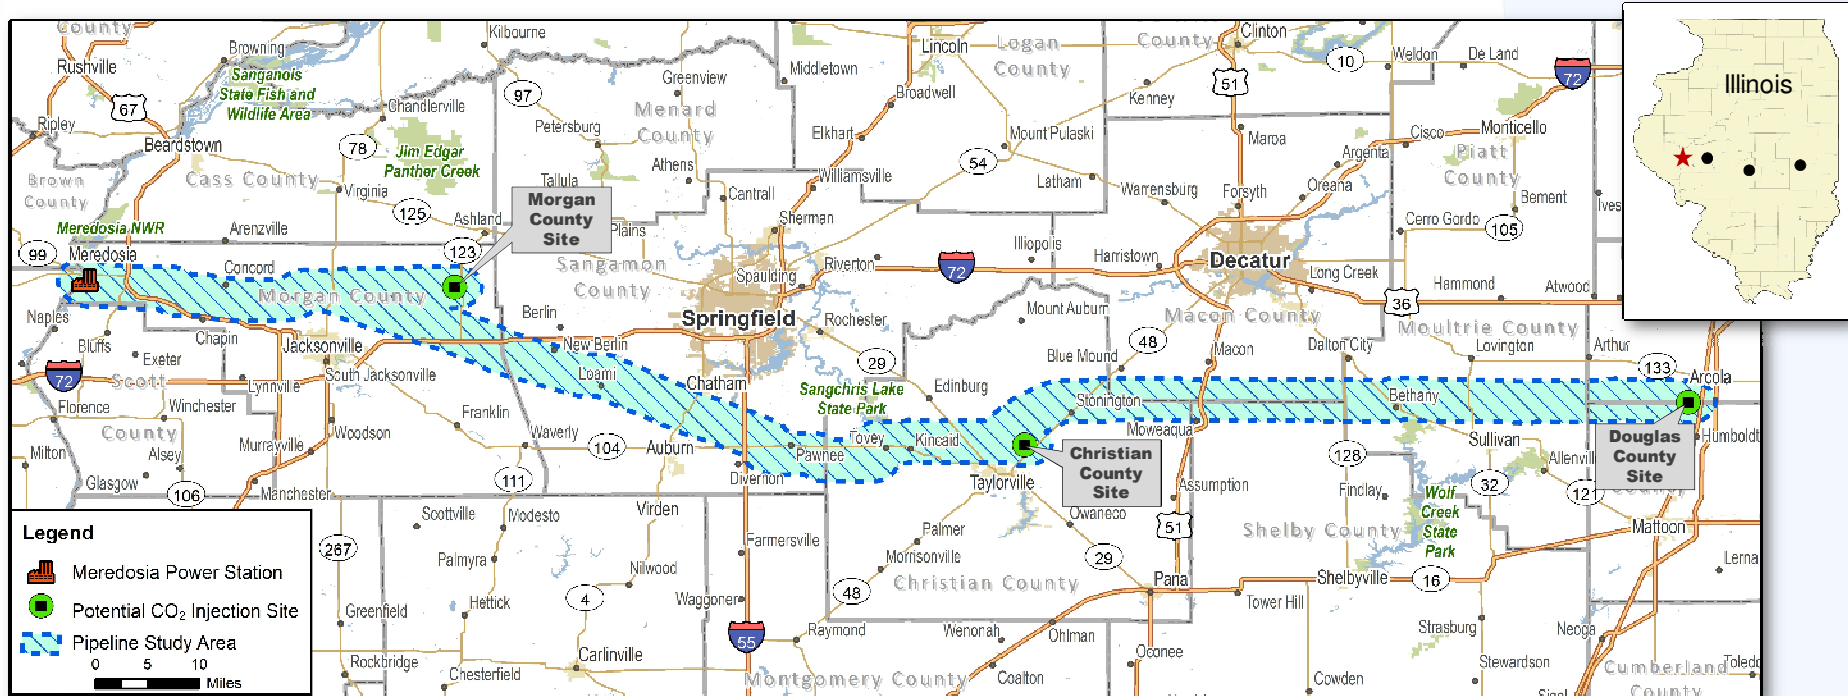 County
Rushville
67
Ripley
Browning
Sanganois
State Fish and
Wildlife Area
Beardstown
Kilbourne
Chandlerville
97
Petersburg
78
Jim Edgar
Panther Creek
Cass County
Brown
County
Virginia
125
Ashland
Tallula
Meredosia NWR
Arenzville
99
Meredosia
Concord
123
Morgan
County
Site
Plains
Greenview
Menard
County
Athens
Cantrall
Middletown
Lincoln
Logan
County
Broadwell
Elkhart
Mount Pulaski
54
Williamsville
Latham
Sherman
Sangamon
County
Spaulding
Riverton
72
Illiopolis
Springfield
Rochester
Mount Auburn
County
Clinton
51
Kenney
Maroa
10
Weldon
De Land
72
Cisco
Monticello
Argenta
Piatt
County
Warrensburg
Forsyth
Oreana
Bement
Ives
Cerro Gordo
105
Harristown
Decatur
Long Creek
Hammond
Atwood
36
Macon County
Moultrie County
Morgan County
Naples
Bluffs
Chapin
Exeter
Jacksonville
72
Scott
Lynnville
South Jacksonville
Florence
Winchester
County
Alsey
Milton
Murrayville
Woodson
Glasgow
106
Manchester
Berlin
New Berlin
Loami
Franklin
Waverly
104
111
Chatham
Auburn
Divernon
Pawnee
29
Sangchris Lake
State Park
Edinburg
Tovey
Kincaid
Taylorville
Christian
County
Site
Blue Mound
48
Stonington
Macon
Moweaqua
Dalton City
Lovington
Arthur
133
Arcola
Bethany
Sullivan
Douglas
County
Site
Humboldt
Allenvill
128
Findlay
Wolf
Creek
State
Park
32
121
County
Mattoon
Lerna
Assumption
51
Owaneco
29
Shelby County
Shelbyville
16
Pana
Tower Hill
Strasburg
Neoga
Stewardson
Cowden
Cumberland
County
Toledo
Sigel
Scottville
Modesto
Virden
267
Palmyra
Nilwood
Hettick
4
Greenfield
Rockbridge
Chesterfield
Carlinville
Farmersville
Waggoner
55
Raymond
Palmer
Morrisonville
Christian County
48
Wenonah
Ohlman
Oconee
Coalton
Montgomery County
Illinois
Legend
Meredosia Power Station
Potential CO₂ Injection Site
Pipeline Study Area
0 5 10
Miles